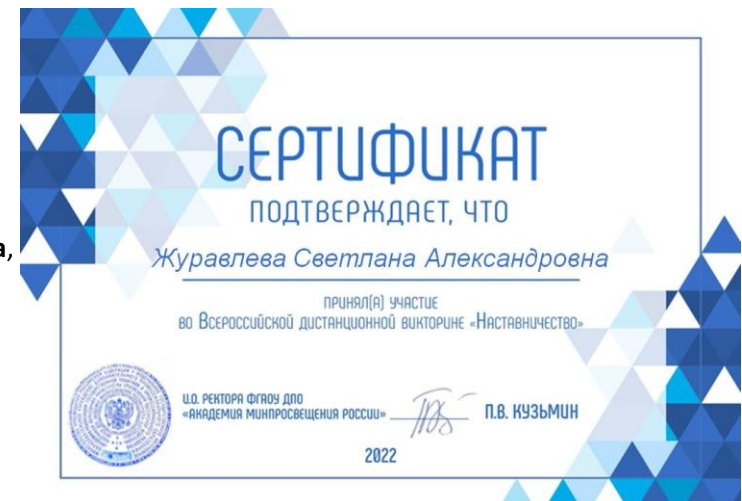 СЕРТИФИКАТ
ПОДТВЕРЖДАЕТ, ЧТО
а,
Журавлева Светлана Александровна
ПРИНЯЛ(А) УЧАСТИЕ
ВО ВСЕРОССИЙСКОЙ ДИСТАНЦИОННОЙ ВИКТОРИНЕ «НАСТАВНИЧЕСТВО»
И.О. РЕКТОРА ФГАОУ ДПО
«АКАДЕМИЯ МИНПРОСВЕЩЕНИЯ РОССИИ»
П.В. КУЗЬМИН
2022